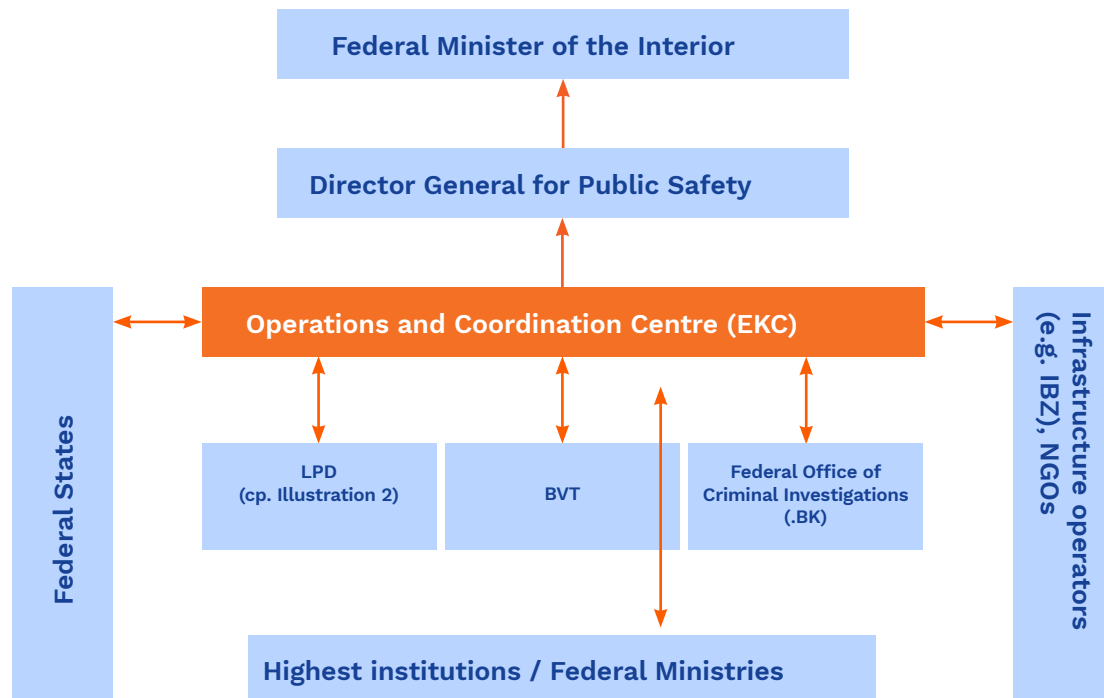 Federal Minister of the Interior
Director General for Public Safety
Operations and Coordination Centre (EKC)
Federal States
Infrastructure operators
(e.g. IBZ), NGOs
LPD
(cp. Illustration 2)
BVT
Federal Office of
Criminal Investigations
(.BK)
Highest institutions / Federal Ministries